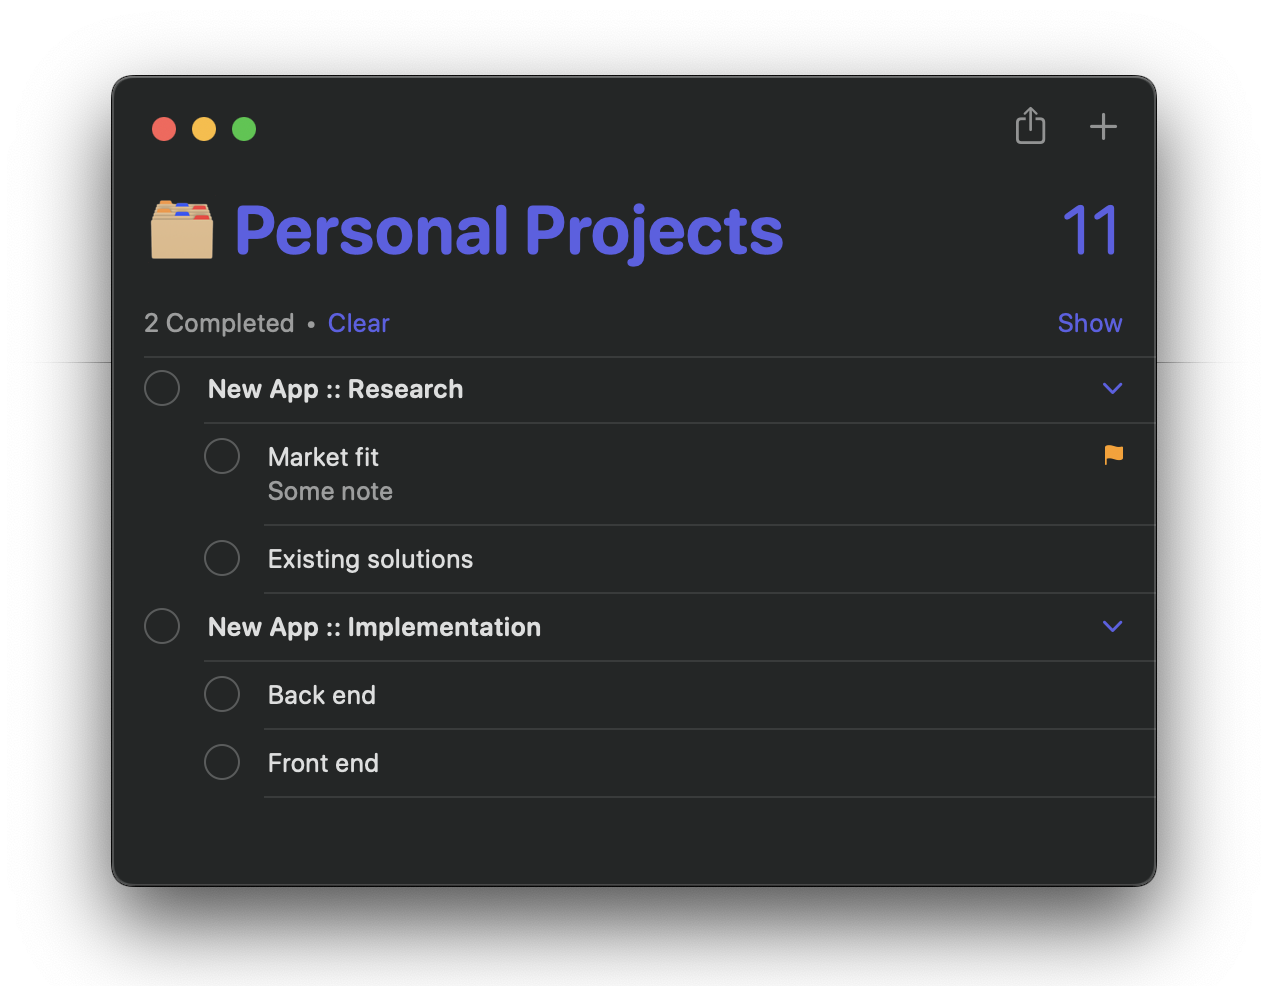 Personal Projects 11
2 Completed • Clear Show
New App :: Research
Market fit
Some note
Existing solutions
New App :: Implementation
Back end
Front end